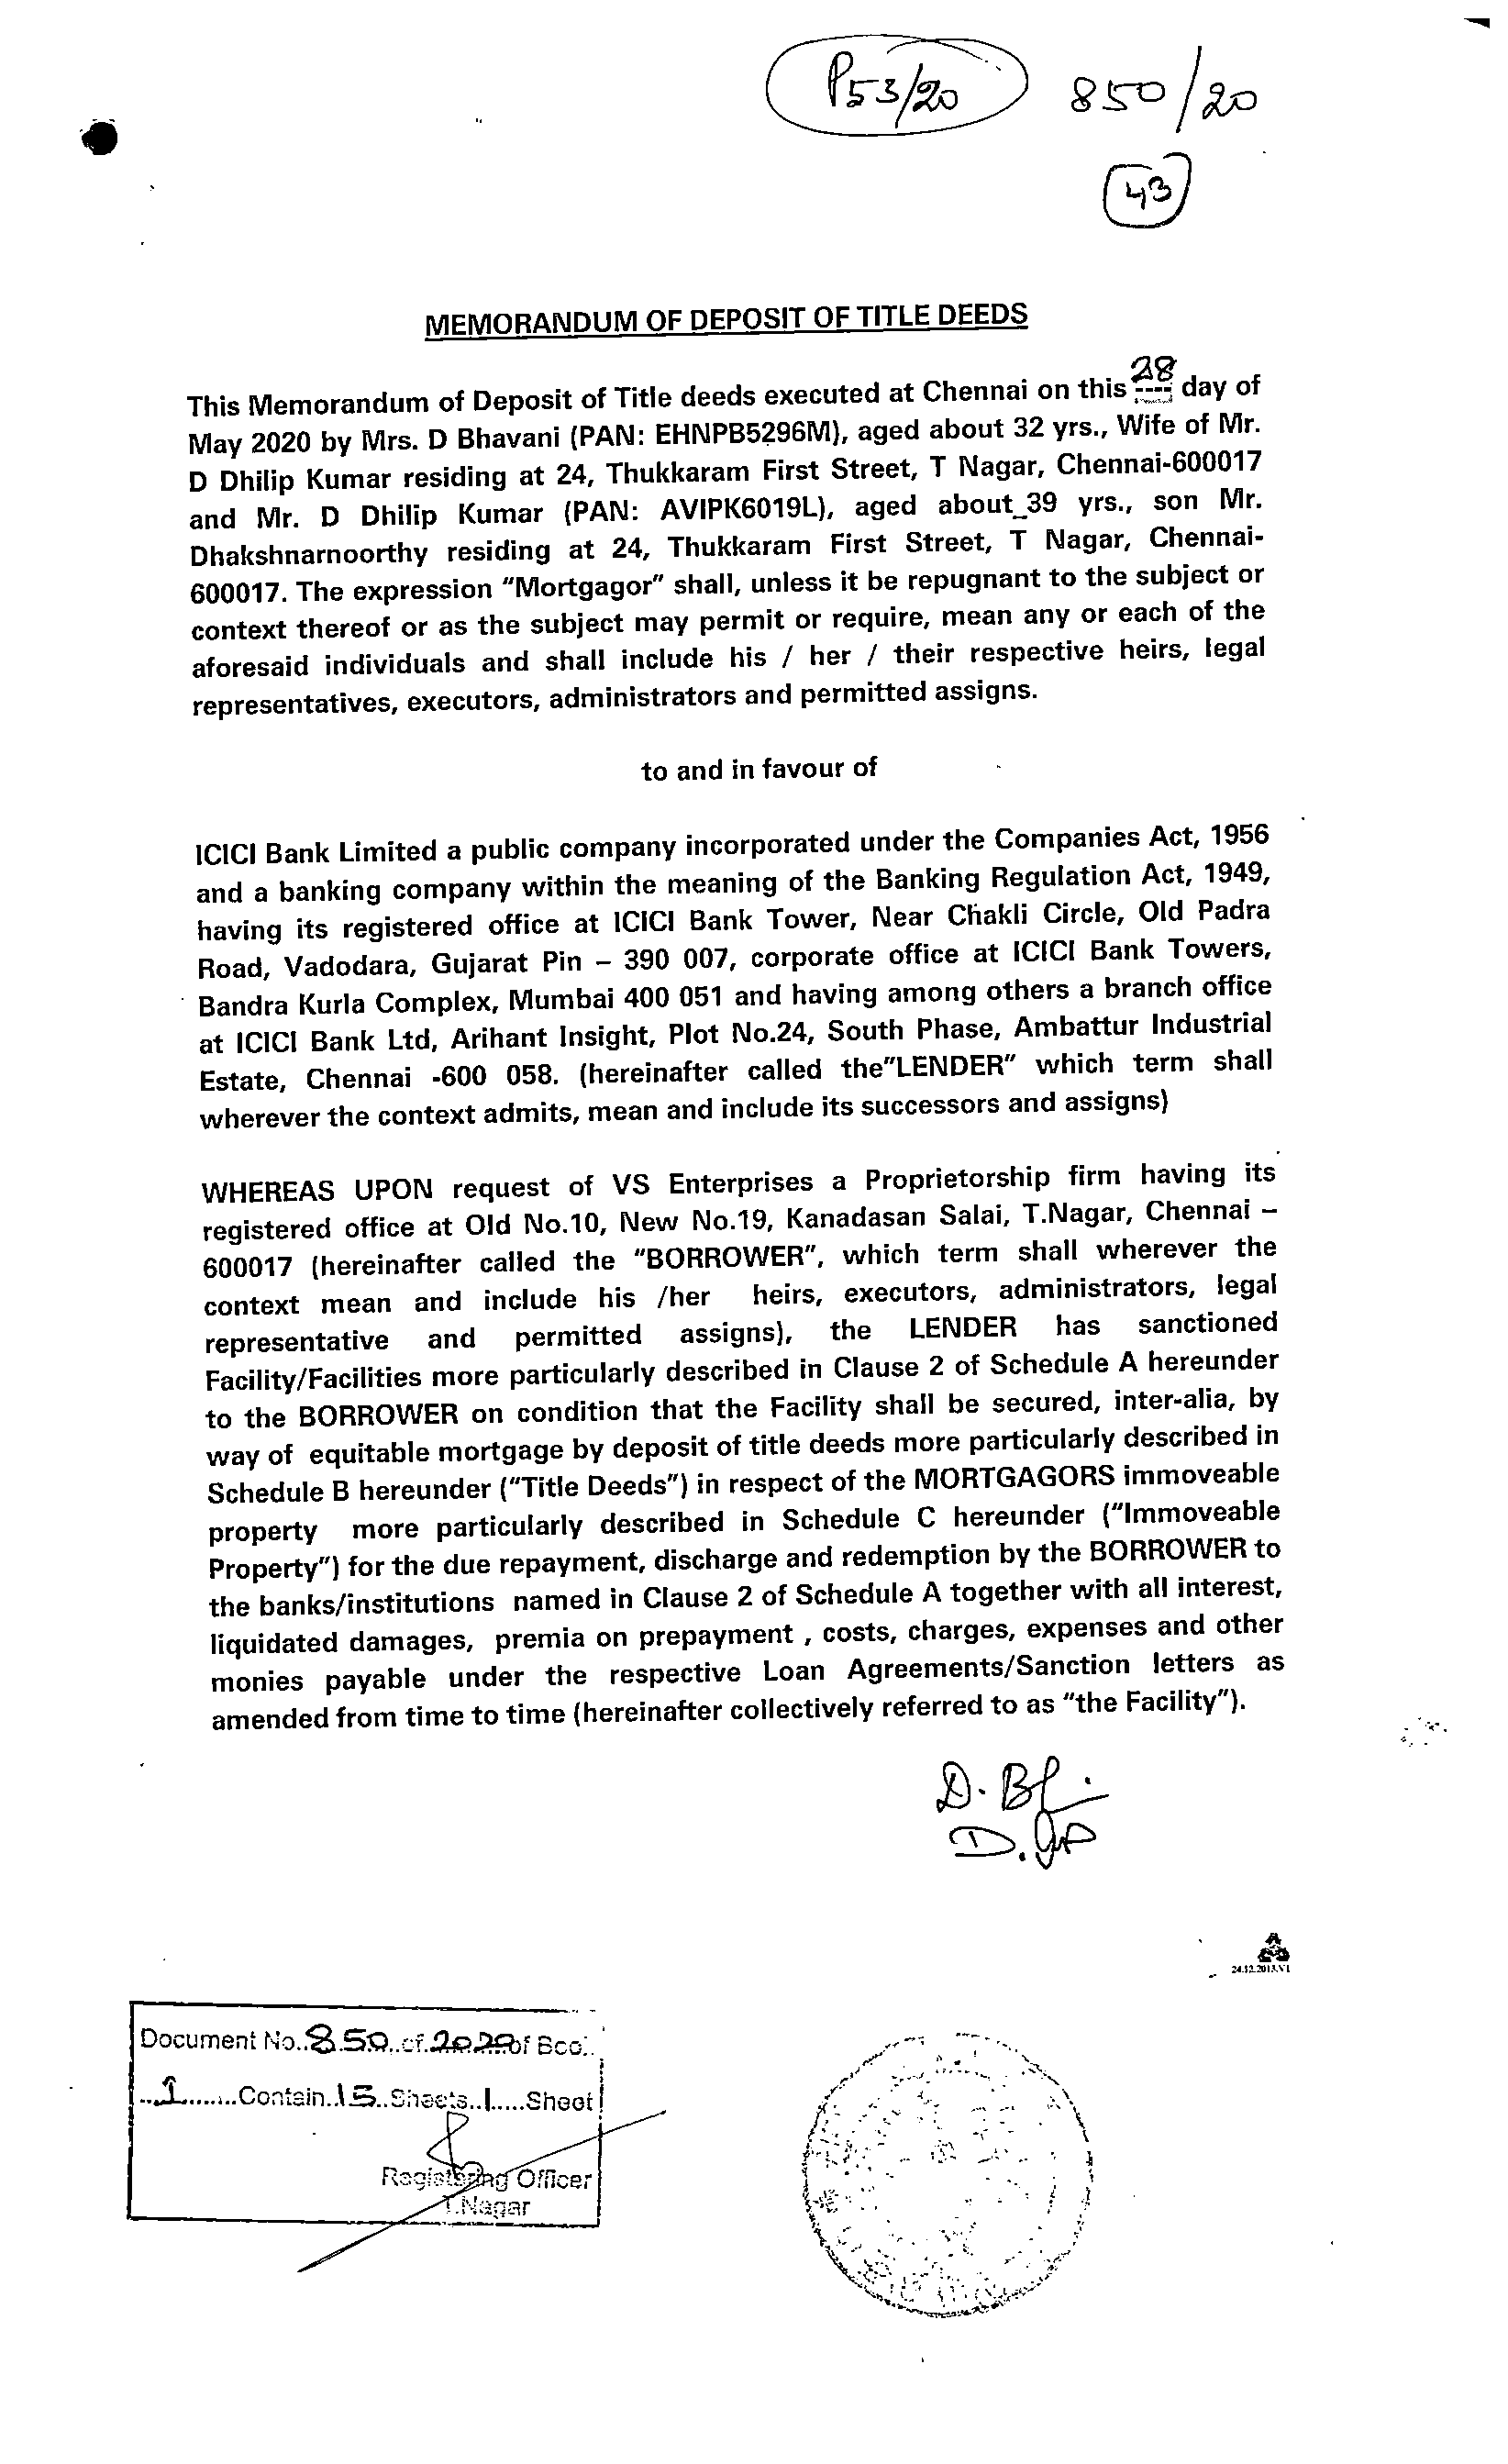 P53/20 850/20
43
MEMORANDUM OF DEPOSIT OF TITLE DEEDS
This Memorandum of Deposit of Title deeds executed at Chennai on this 28 day of
May 2020 by Mrs. D Bhavani (PAN: EHNPB5296M), aged about 32 yrs., Wife of Mr.
D Dhilip Kumar residing at 24, Thukkaram First Street, T Nagar, Chennai-600017
and Mr. D Dhilip Kumar (PAN: AVIPK6019L), aged about_39 yrs., son Mr.
Dhakshnarnoorthy residing at 24, Thukkaram First Street, T Nagar, Chennai-
600017. The expression "Mortgagor" shall, unless it be repugnant to the subject or
context thereof or as the subject may permit or require, mean any or each of the
aforesaid individuals and shall include his / her / their respective heirs, legal
representatives, executors, administrators and permitted assigns.
to and in favour of
ICICI Bank Limited a public company incorporated under the Companies Act, 1956
and a banking company within the meaning of the Banking Regulation Act, 1949,
having its registered office at ICICI Bank Tower, Near Chakli Circle, Old Padra
Road, Vadodara, Gujarat Pin – 390 007, corporate office at ICICI Bank Towers,
Bandra Kurla Complex, Mumbai 400 051 and having among others a branch office
at ICICI Bank Ltd, Arihant Insight, Plot No.24, South Phase, Ambattur Industrial
Estate, Chennai -600 058. (hereinafter called the"LENDER" which term shall
wherever the context admits, mean and include its successors and assigns)
WHEREAS UPON request of VS Enterprises a Proprietorship firm having its
registered office at Old No.10, New No.19, Kanadasan Salai, T.Nagar, Chennai –
600017 (hereinafter called the "BORROWER", which term shall wherever the
context mean and include his /her heirs, executors, administrators, legal
representative and permitted assigns), the LENDER has sanctioned
Facility/Facilities more particularly described in Clause 2 of Schedule A hereunder
to the BORROWER on condition that the Facility shall be secured, inter-alia, by
way of equitable mortgage by deposit of title deeds more particularly described in
Schedule B hereunder ("Title Deeds") in respect of the MORTGAGORS immoveable
property more particularly described in Schedule C hereunder ("Immoveable
Property") for the due repayment, discharge and redemption by the BORROWER to
the banks/institutions named in Clause 2 of Schedule A together with all interest,
liquidated damages, premia on prepayment , costs, charges, expenses and other
monies payable under the respective Loan Agreements/Sanction letters as
amended from time to time (hereinafter collectively referred to as "the Facility").
24.12.2013.V1
Document No..850..of.2020of Boo..
..1........Contain..15..Sheets..1.....Sheet
Registering Officer
T.Nagar